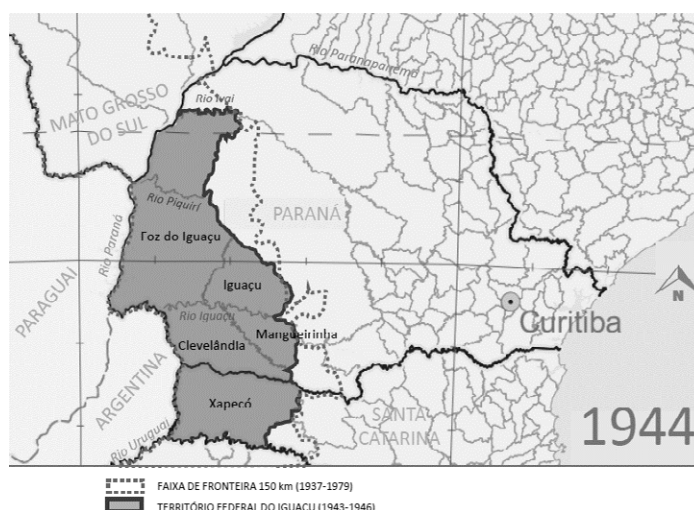 Rio Paranapanema
Rio Ivaí
MATO GROSSO
DO SUL
Rio Piquirí
PARANÁ
Foz do Iguaçu
Rio Paraná
Iguaçu
PARAGUAI
N
Rio Iguaçu
Mangueirinha
Curitiba
Clevelândia
ARGENTINA
Xapecó
SANTA
CATARINA
1944
Rio Uruguai
FAIXA DE FRONTEIRA 150 km (1937-1979)
TERRITÓRIO FEDERAL DO IGUAÇU (1943-1946)